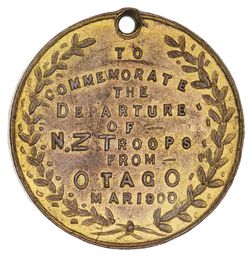 TO
COMMEMORATE
THE
DEPARTURE
OF
N.Z. TROOPS
FROM
OTAGO
MAR 1900